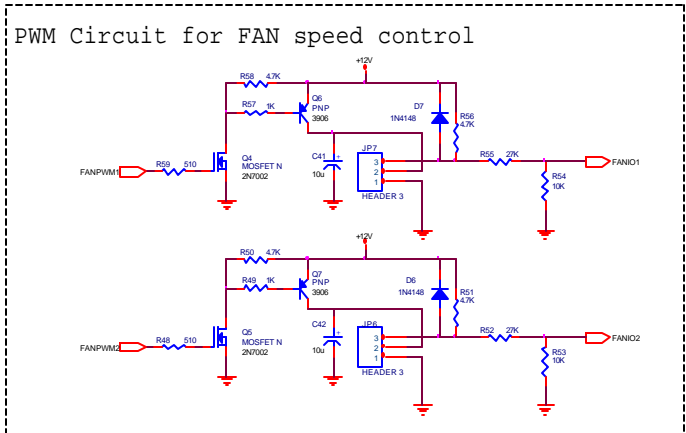 PWM Circuit for FAN speed control
+12V
R58 4.7K
R57 1K
Q6
PNP
3906
D7
1N4148
R56
4.7K
Q4
MOSFET N
2N7002
C41
10u
+
JP7
3
2
1
HEADER 3
R55 27K
FANIO1
R54
10K
FANPWM1
R59 510
+12V
R50 4.7K
R49 1K
Q7
PNP
3906
D6
1N4148
R51
4.7K
Q5
MOSFET N
2N7002
C42
10u
+
JP6
3
2
1
HEADER 3
R52 27K
FANIO2
R53
10K
FANPWM2
R48 510